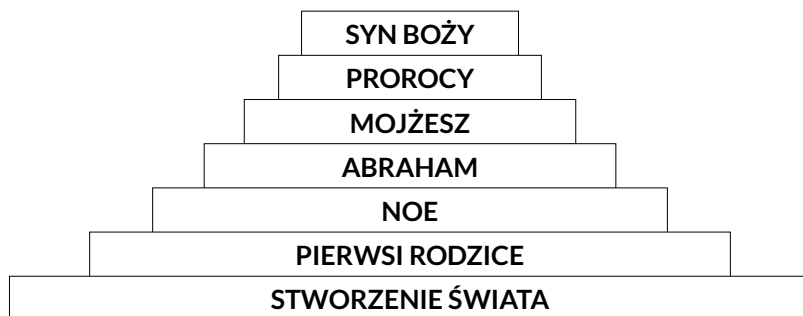 SYN BOŻY
PROROCY
MOJŻESZ
ABRAHAM
NOE
PIERWSI RODZICE
STWORZENIE ŚWIATA